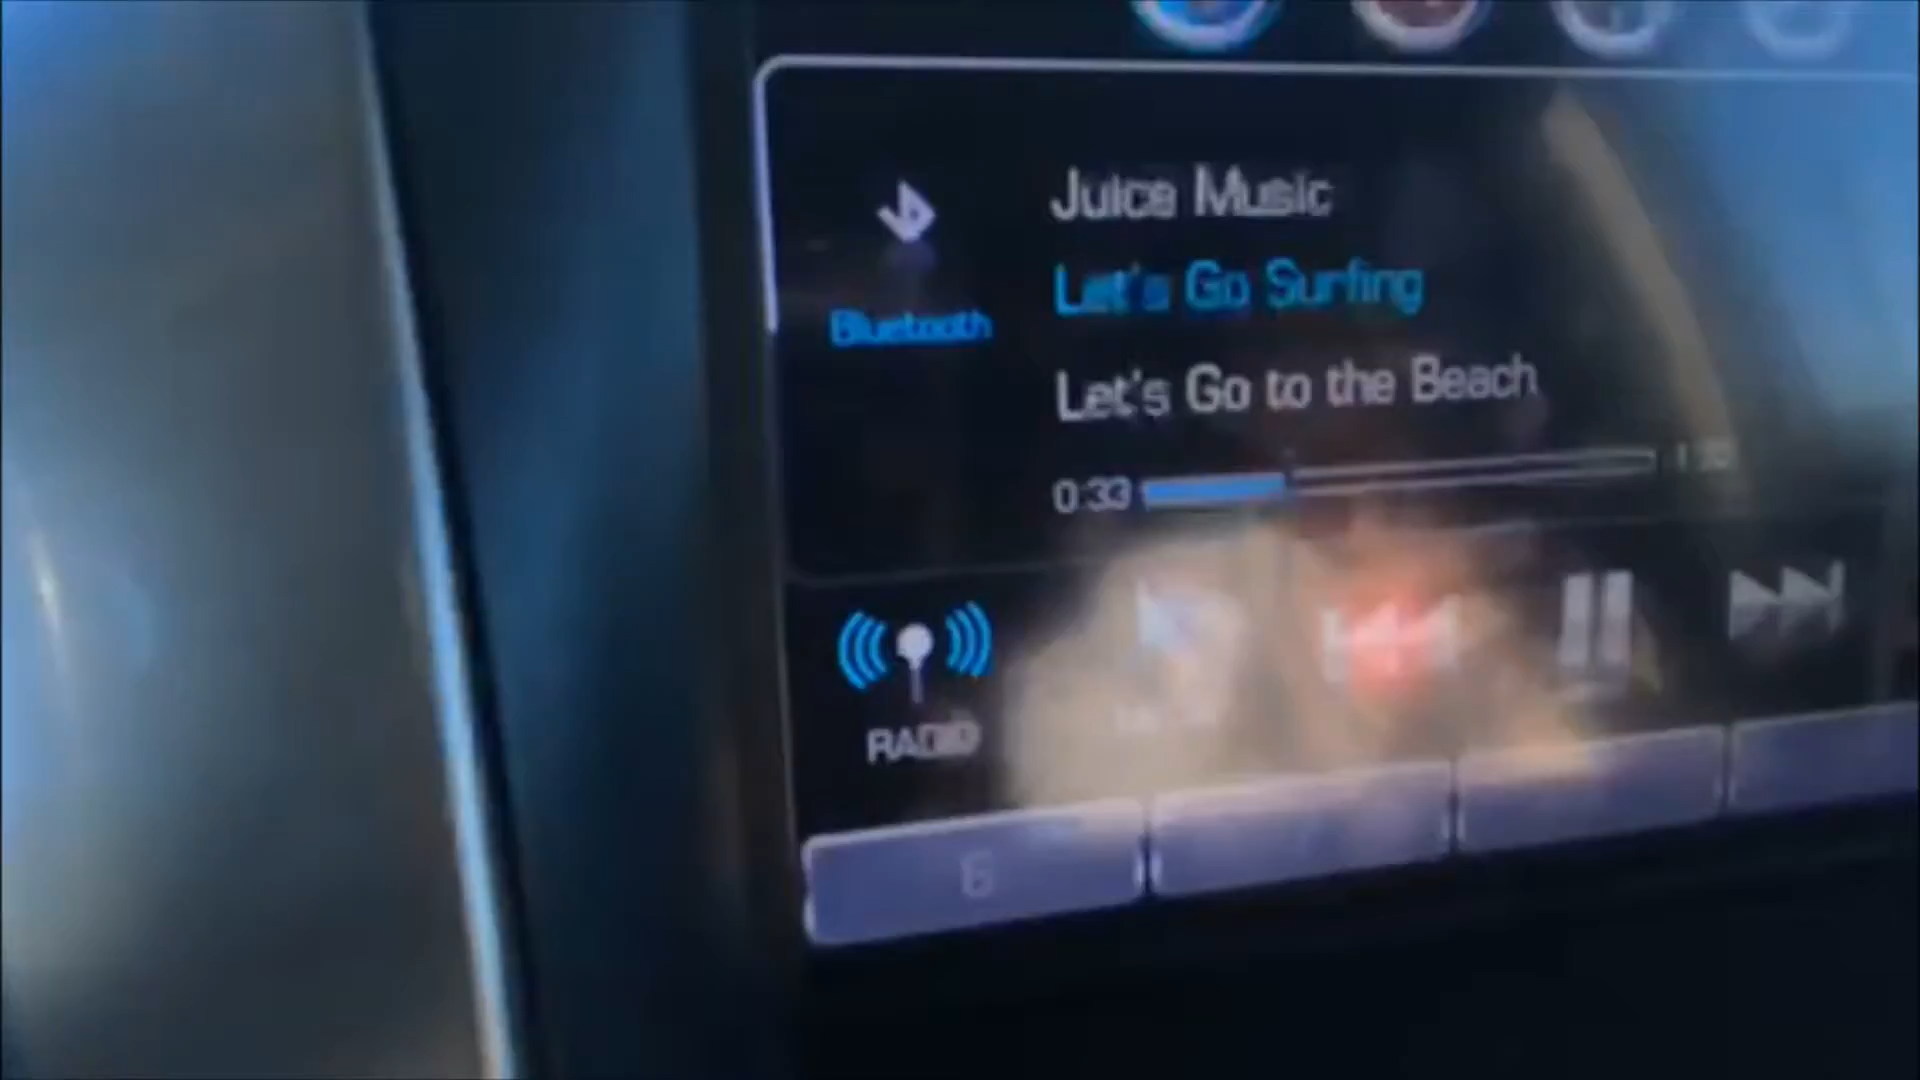 Juice Music
Let's Go Surfing
Bluetooth
Let's Go to the Beach
0:33
RADIO
6